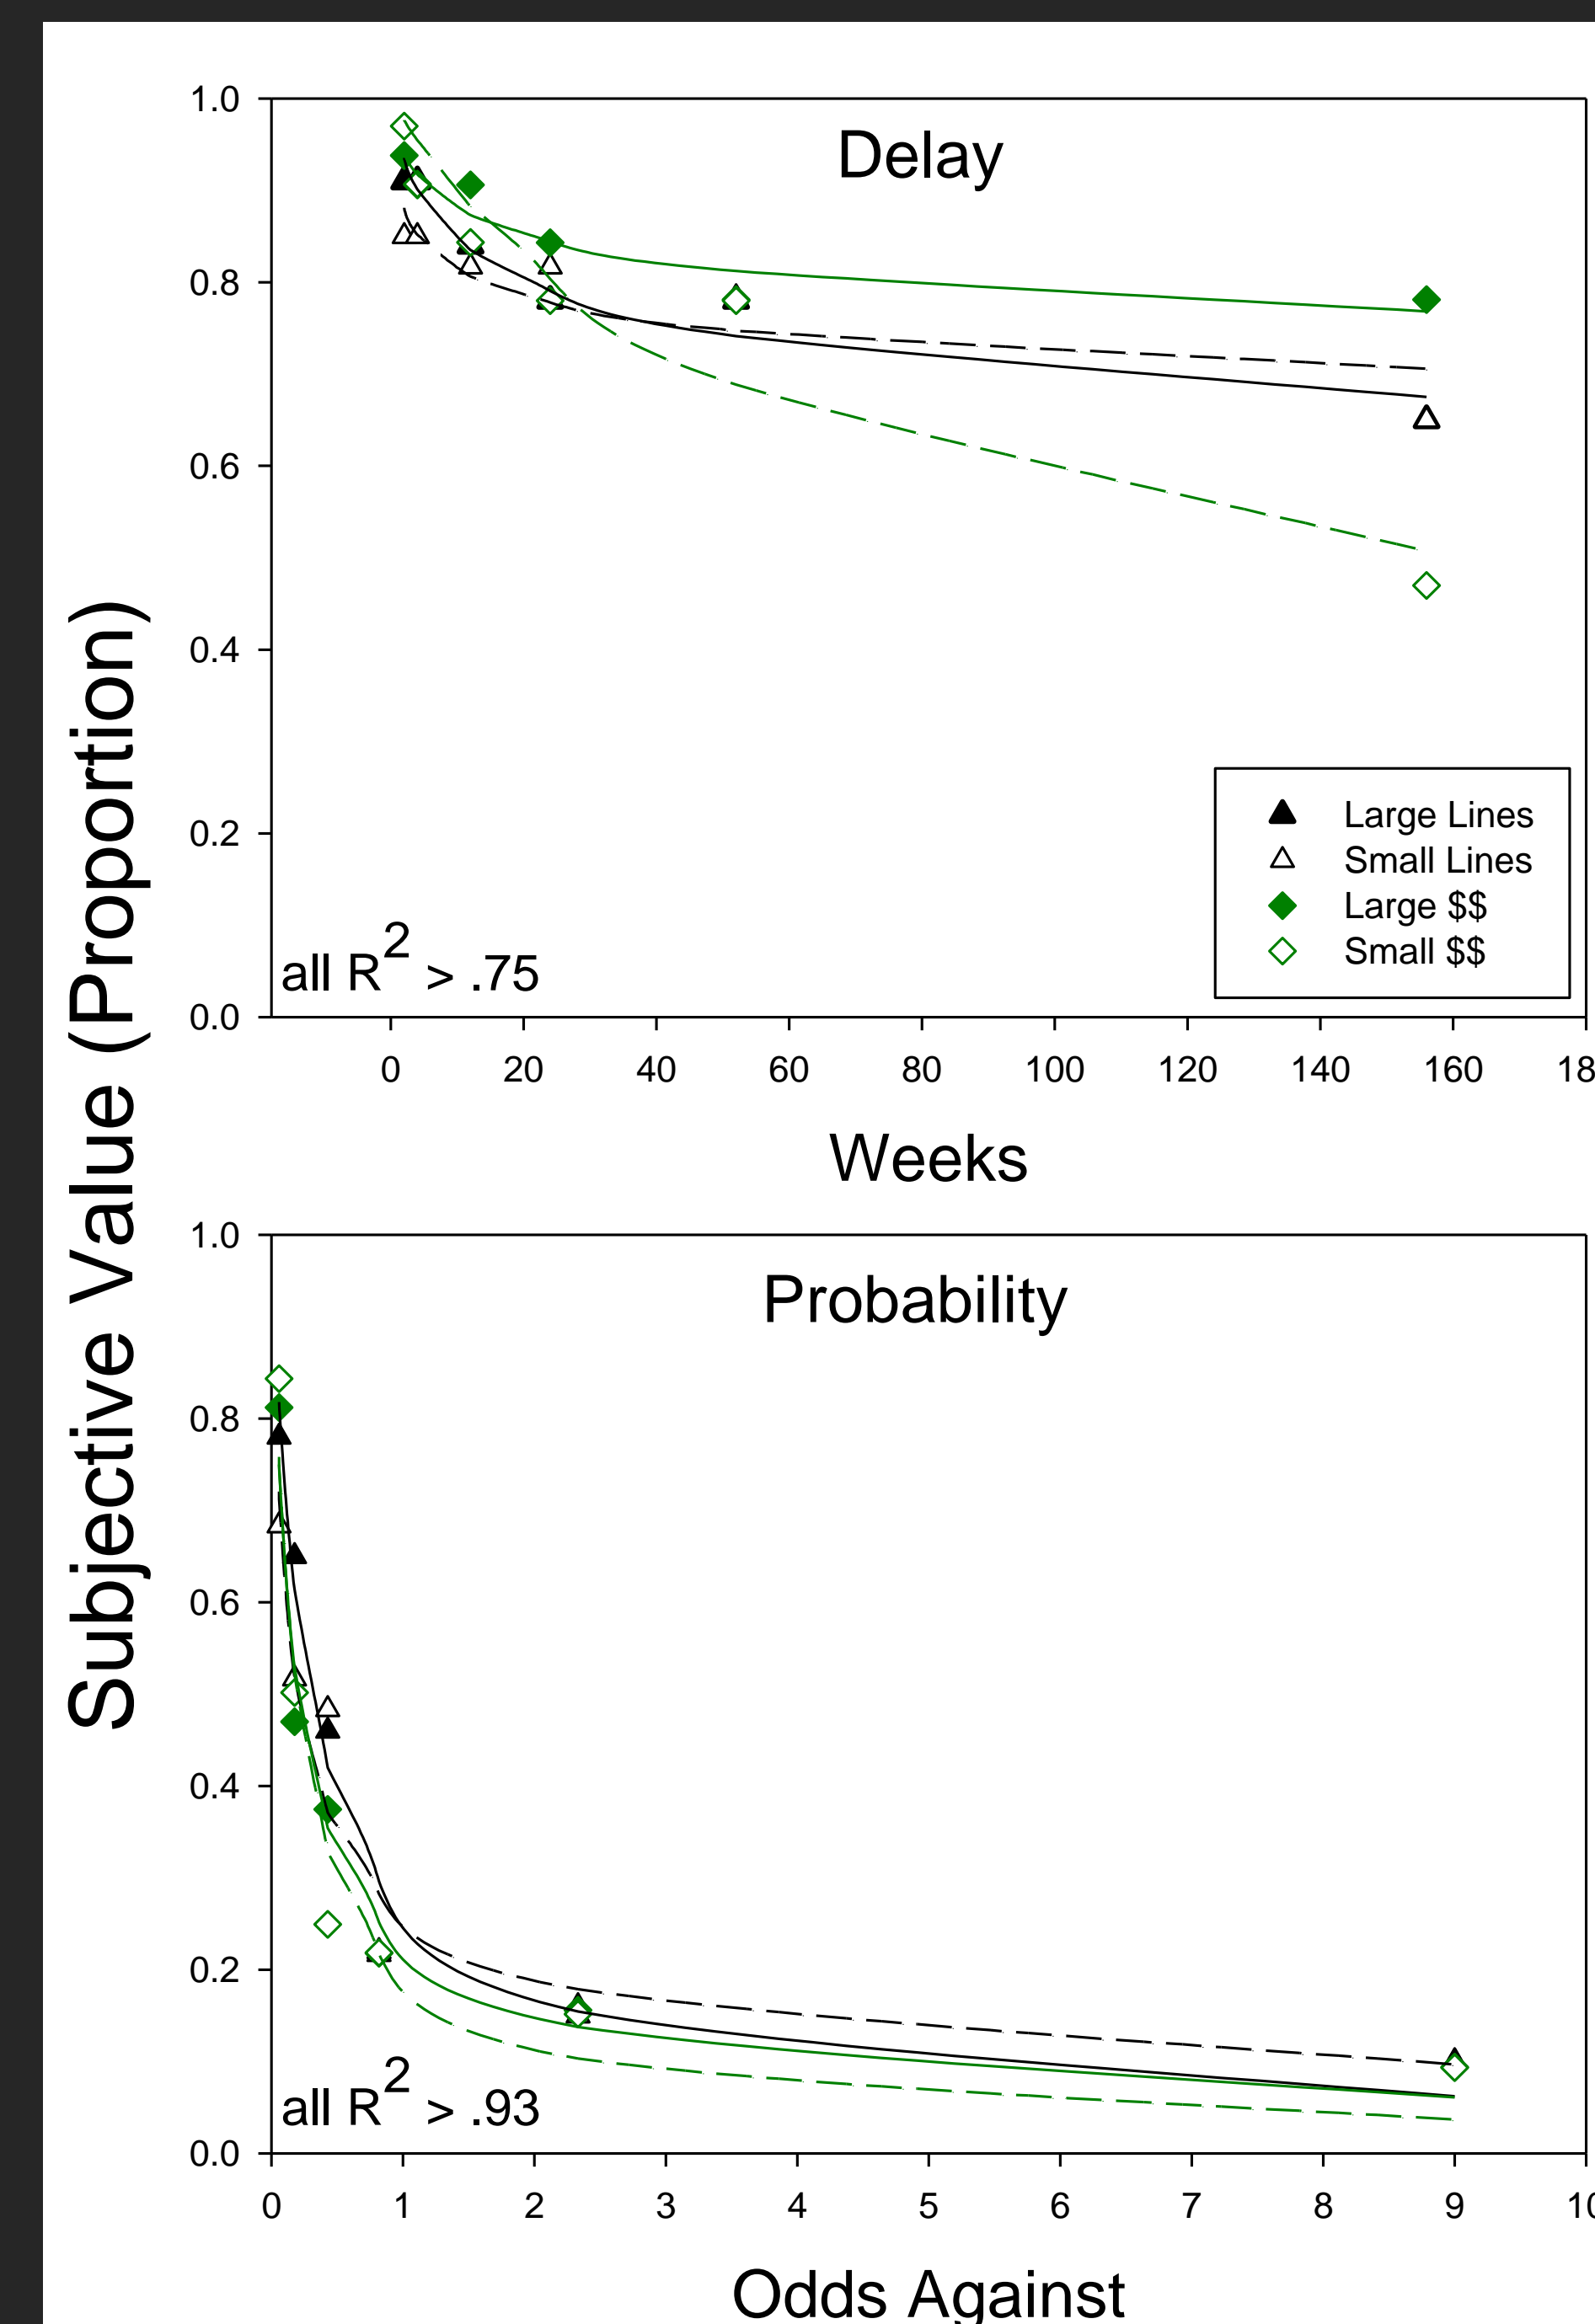 Subjective Value (Proportion)
Delay
1.0
0.8
0.6
0.4
0.2
0.0
all R2 > .75
Large Lines
Small Lines
Large $$
Small $$
0 20 40 60 80 100 120 140 160 18
Weeks
Probability
1.0
0.8
0.6
0.4
0.2
0.0
all R2 > .93
0 1 2 3 4 5 6 7 8 9 10
Odds Against